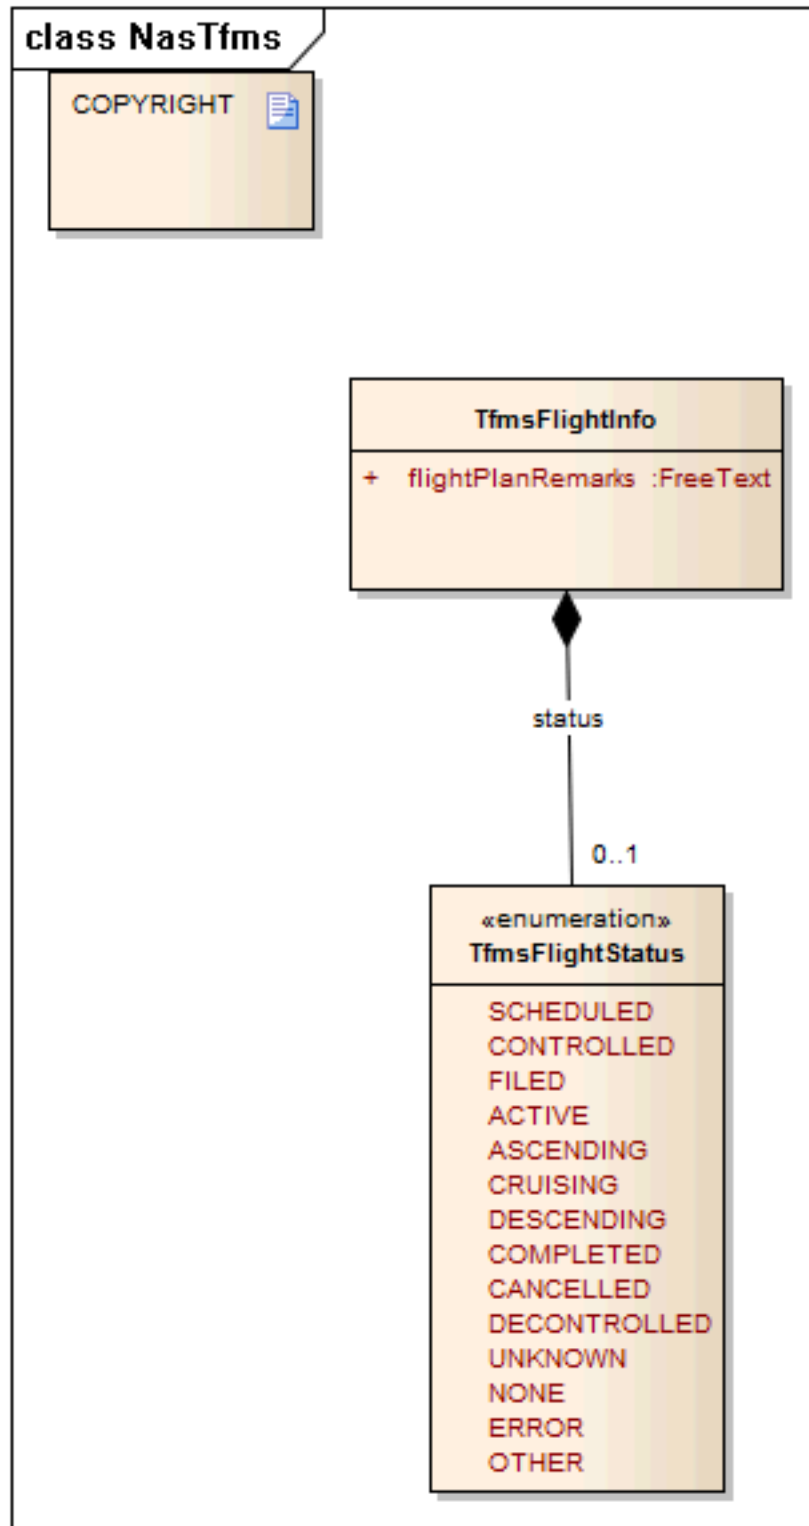 class NasTfms
COPYRIGHT
TfmsFlightInfo
+ flightPlanRemarks :FreeText
status
0..1
«enumeration»
TfmsFlightStatus
SCHEDULED
CONTROLLED
FILED
ACTIVE
ASCENDING
CRUISING
DESCENDING
COMPLETED
CANCELLED
DECONTROLLED
UNKNOWN
NONE
ERROR
OTHER